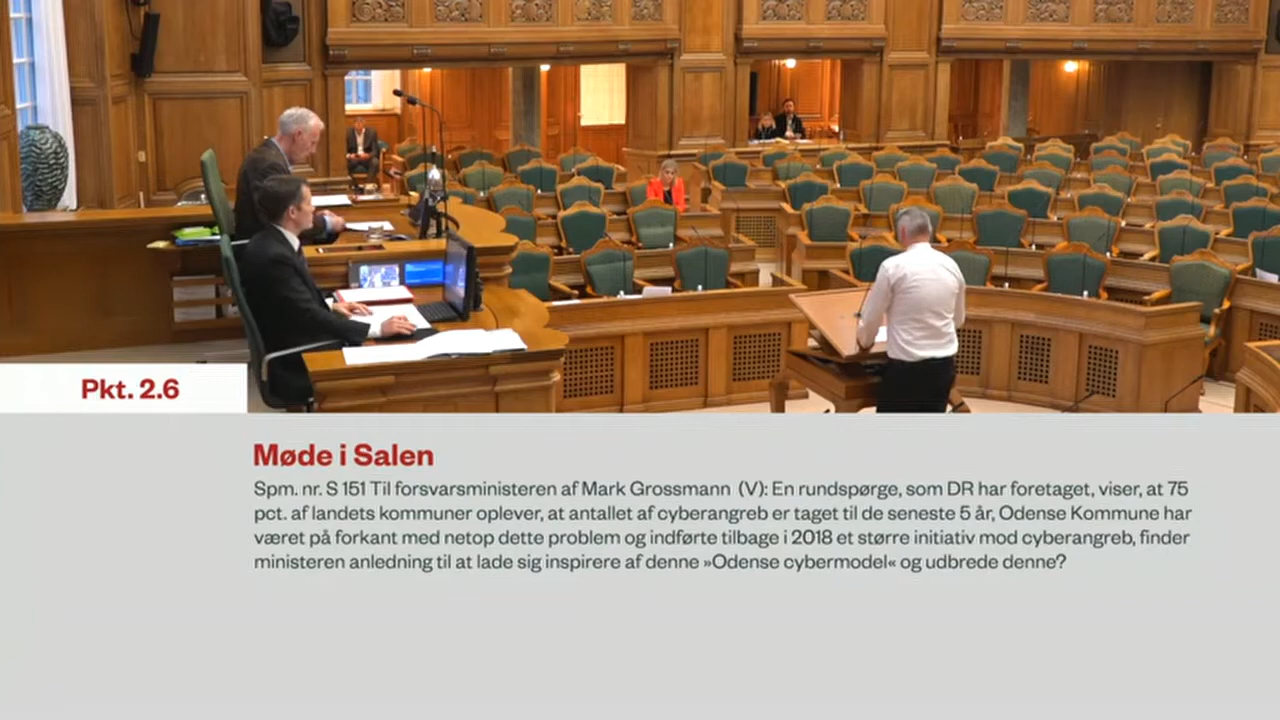 Pkt. 2.6
Møde i Salen
Spm. nr. S 151 Til forsvarsministeren af Mark Grossmann (V): En rundspørge, som DR har foretaget, viser, at 75
pct. af landets kommuner oplever, at antallet af cyberangreb er taget til de seneste 5 år, Odense Kommune har
været på forkant med netop dette problem og indførte tilbage i 2018 et større initiativ mod cyberangreb, finder
ministeren anledning til at lade sig inspirere af denne »Odense cybermodel« og udbrede denne?